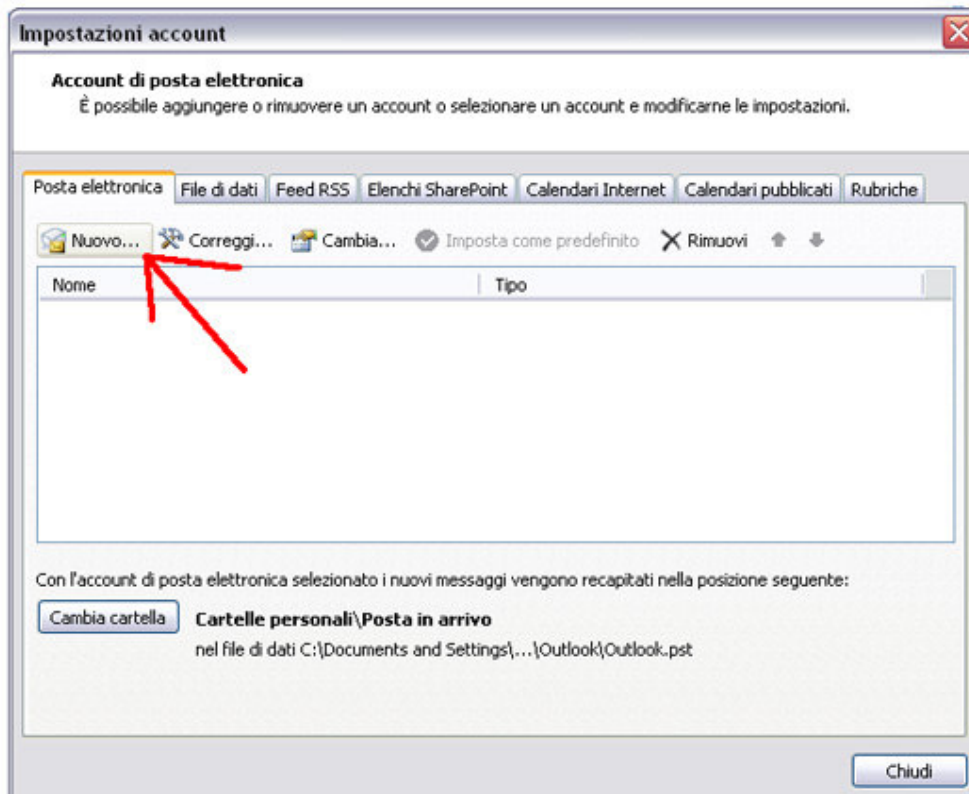 Impostazioni account
Account di posta elettronica
È possibile aggiungere o rimuovere un account o selezionare un account e modificarne le impostazioni.
Posta elettronica File di dati Feed RSS Elenchi SharePoint Calendari Internet Calendari pubblicati Rubriche
Nuovo... Correggi... Cambia... Imposta come predefinito Rimuovi
Nome Tipo
Con l'account di posta elettronica selezionato i nuovi messaggi vengono recapitati nella posizione seguente:
Cambia cartella Cartelle personali\Posta in arrivo
nel file di dati C:\Documents and Settings\...\Outlook\Outlook.pst
Chiudi